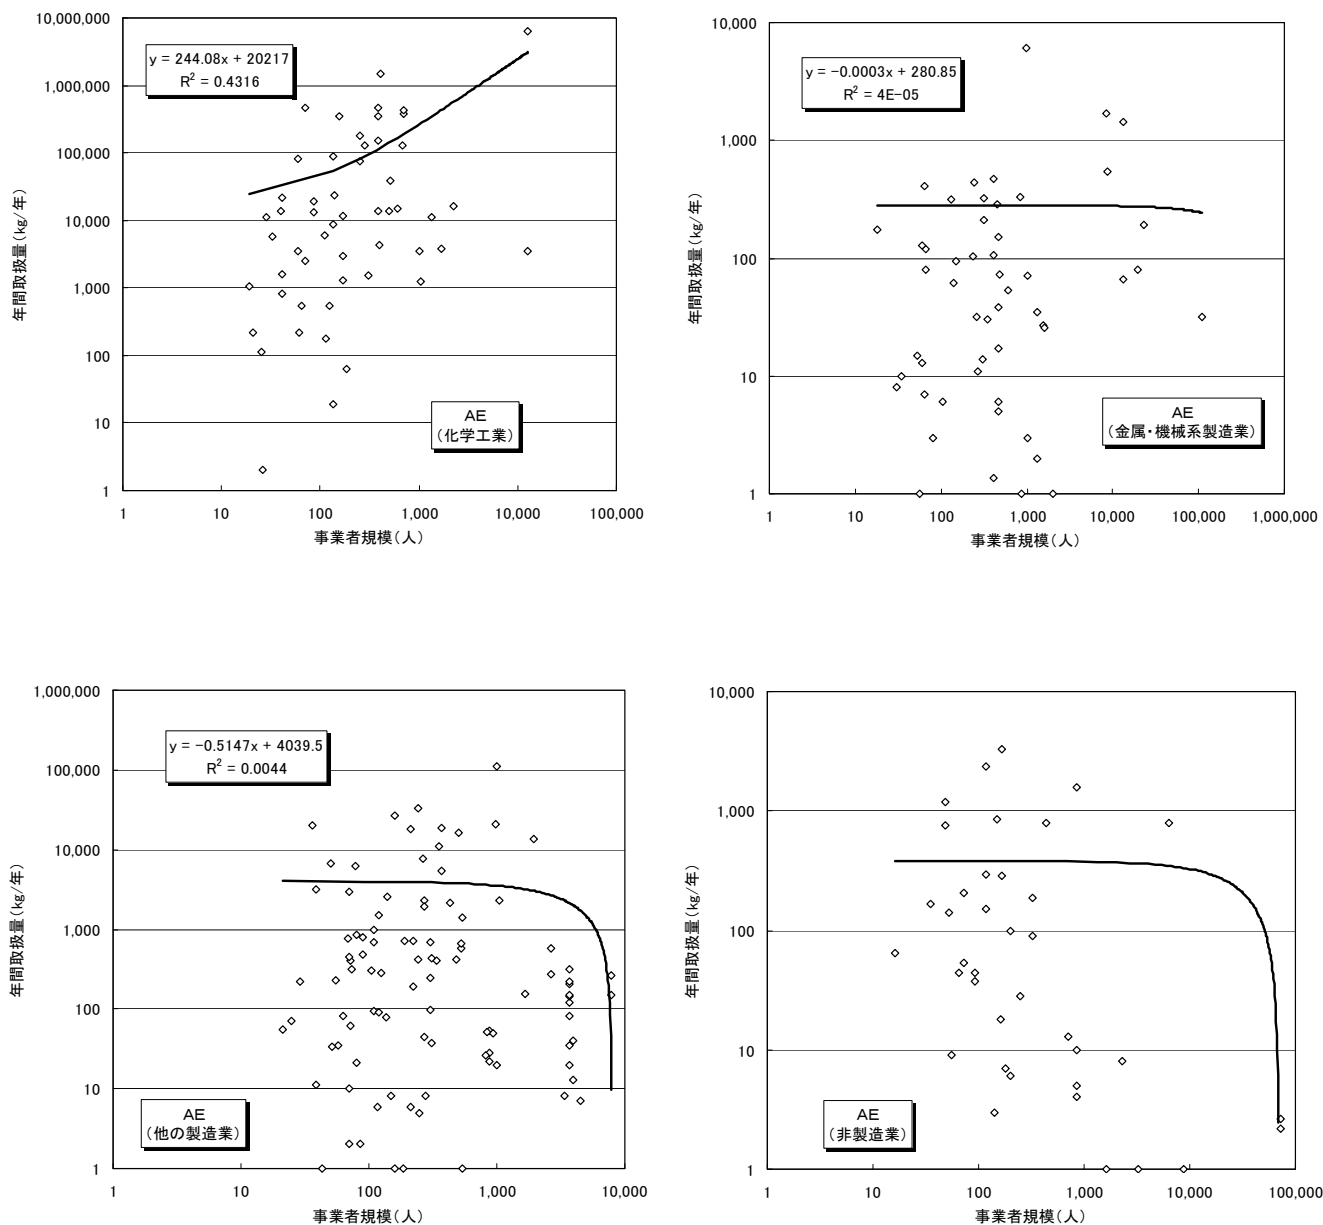 10,000,000
1,000,000
100,000
10,000
1,000
100
10
1
年間取扱量(kg/年)
y = 244.08x + 20217
R² = 0.4316
AE
(化学工業)
1 10 100 1,000 10,000 100,000
事業者規模(人)
10,000
1,000
100
10
1
年間取扱量(kg/年)
y = −0.0003x + 280.85
R² = 4E−05
AE
(金属・機械系製造業)
1 10 100 1,000 10,000 100,000 1,000,000
事業者規模(人)
1,000,000
100,000
10,000
1,000
100
10
1
年間取扱量(kg/年)
y = −0.5147x + 4039.5
R² = 0.0044
AE
(他の製造業)
1 10 100 1,000 10,000
事業者規模(人)
10,000
1,000
100
10
1
年間取扱量(kg/年)
AE
(非製造業)
1 10 100 1,000 10,000 100,000
事業者規模(人)